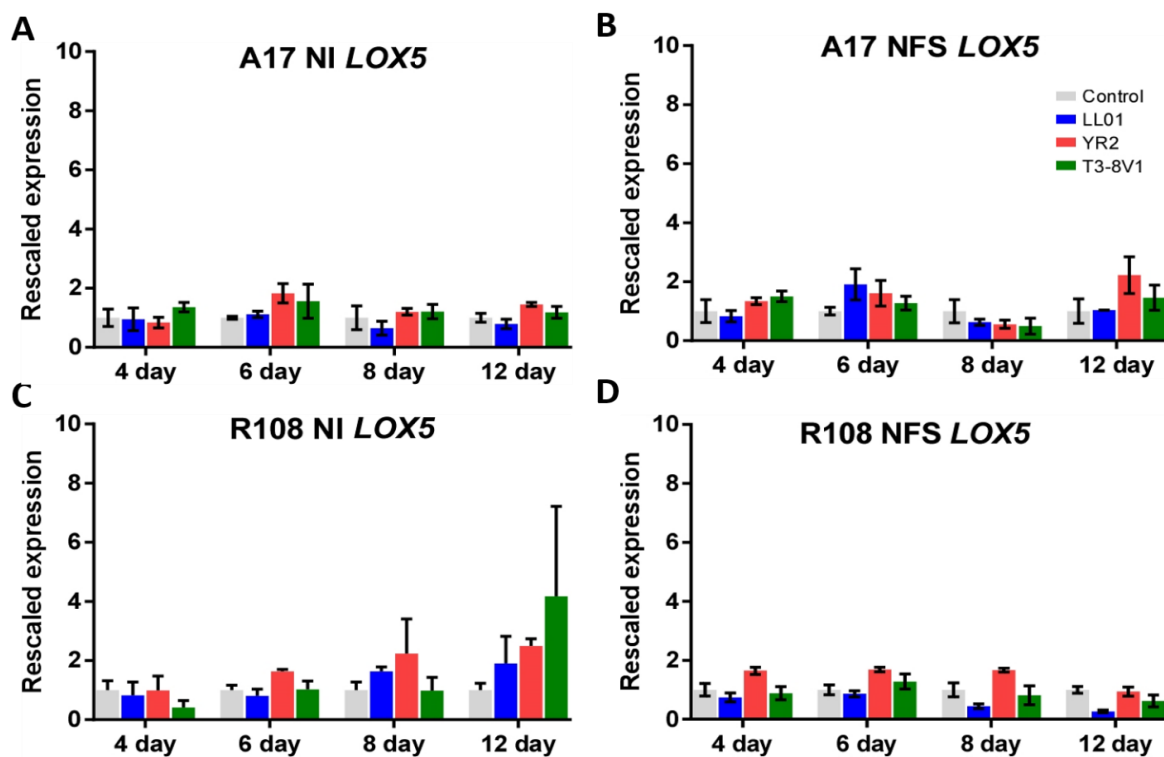 A
A17 NI LOX5
Rescaled expression
10
8
6
4
2
0
4 day 6 day 8 day 12 day
B
A17 NFS LOX5
Rescaled expression
10
8
6
4
2
0
Control
LL01
YR2
T3-8V1
4 day 6 day 8 day 12 day
C
R108 NI LOX5
Rescaled expression
10
8
6
4
2
0
4 day 6 day 8 day 12 day
D
R108 NFS LOX5
Rescaled expression
10
8
6
4
2
0
4 day 6 day 8 day 12 day